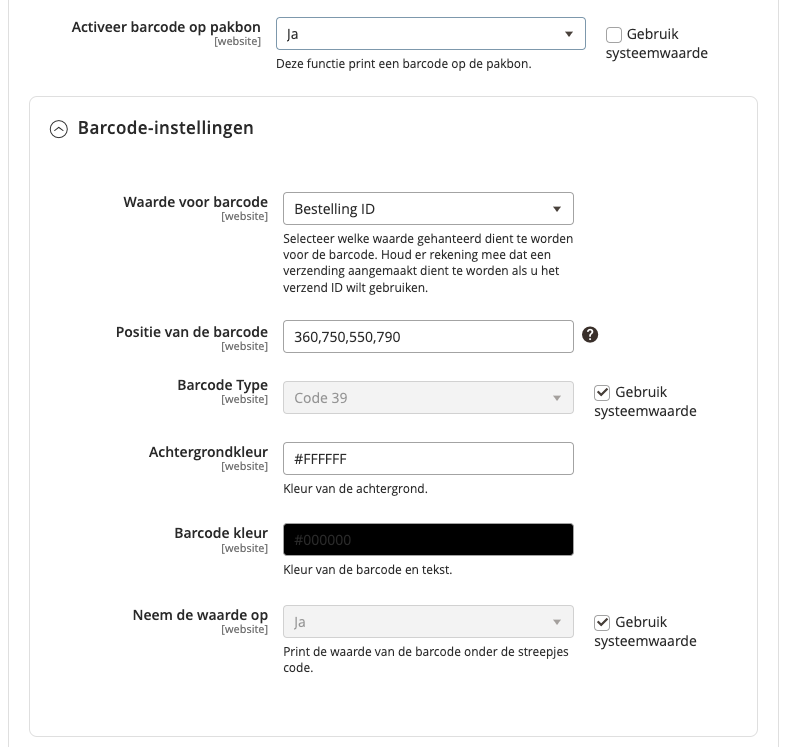 Activeer barcode op pakbon
[website]
Ja
Gebruik
systeemwaarde
Deze functie print een barcode op de pakbon.
Barcode-instellingen
Waarde voor barcode
[website]
Bestelling ID
Selecteer welke waarde gehanteerd dient te worden
voor de barcode. Houd er rekening mee dat een
verzending aangemaakt dient te worden als u het
verzend ID wilt gebruiken.
Positie van de barcode
[website]
360,750,550,790
?
Barcode Type
[website]
Code 39
Gebruik
systeemwaarde
Achtergrondkleur
[website]
#FFFFFF
Kleur van de achtergrond.
Barcode kleur
[website]
#000000
Kleur van de barcode en tekst.
Neem de waarde op
[website]
Ja
Gebruik
systeemwaarde
Print de waarde van de barcode onder de streepjes
code.